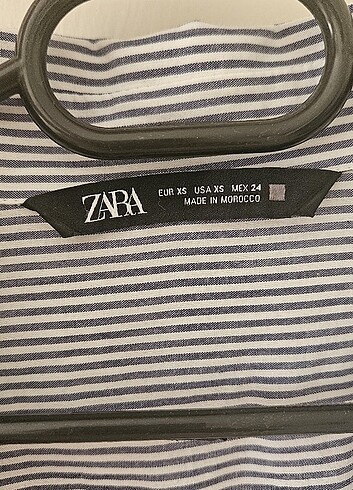 ZARA
EUR XS USA XS MEX 24
MADE IN MOROCCO